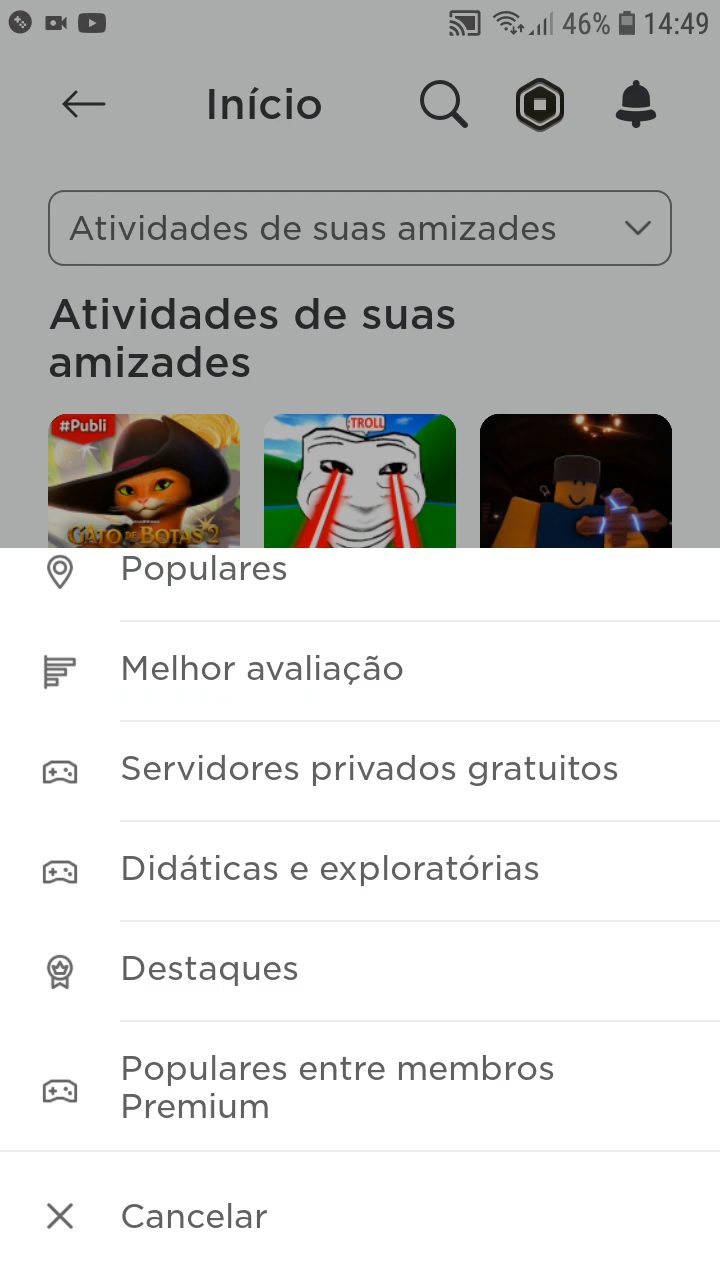 46% 14:49
Início
Atividades de suas amizades
Atividades de suas
amizades
#Publi
GATO DE BOTAS 2
TROLL
Populares
Melhor avaliação
Servidores privados gratuitos
Didáticas e exploratórias
Destaques
Populares entre membros
Premium
Cancelar